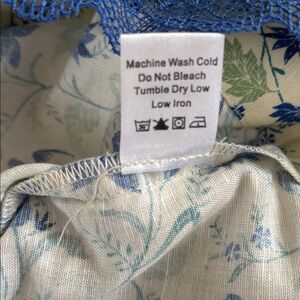 Machine Wash Cold
Do Not Bleach
Tumble Dry Low
Low Iron